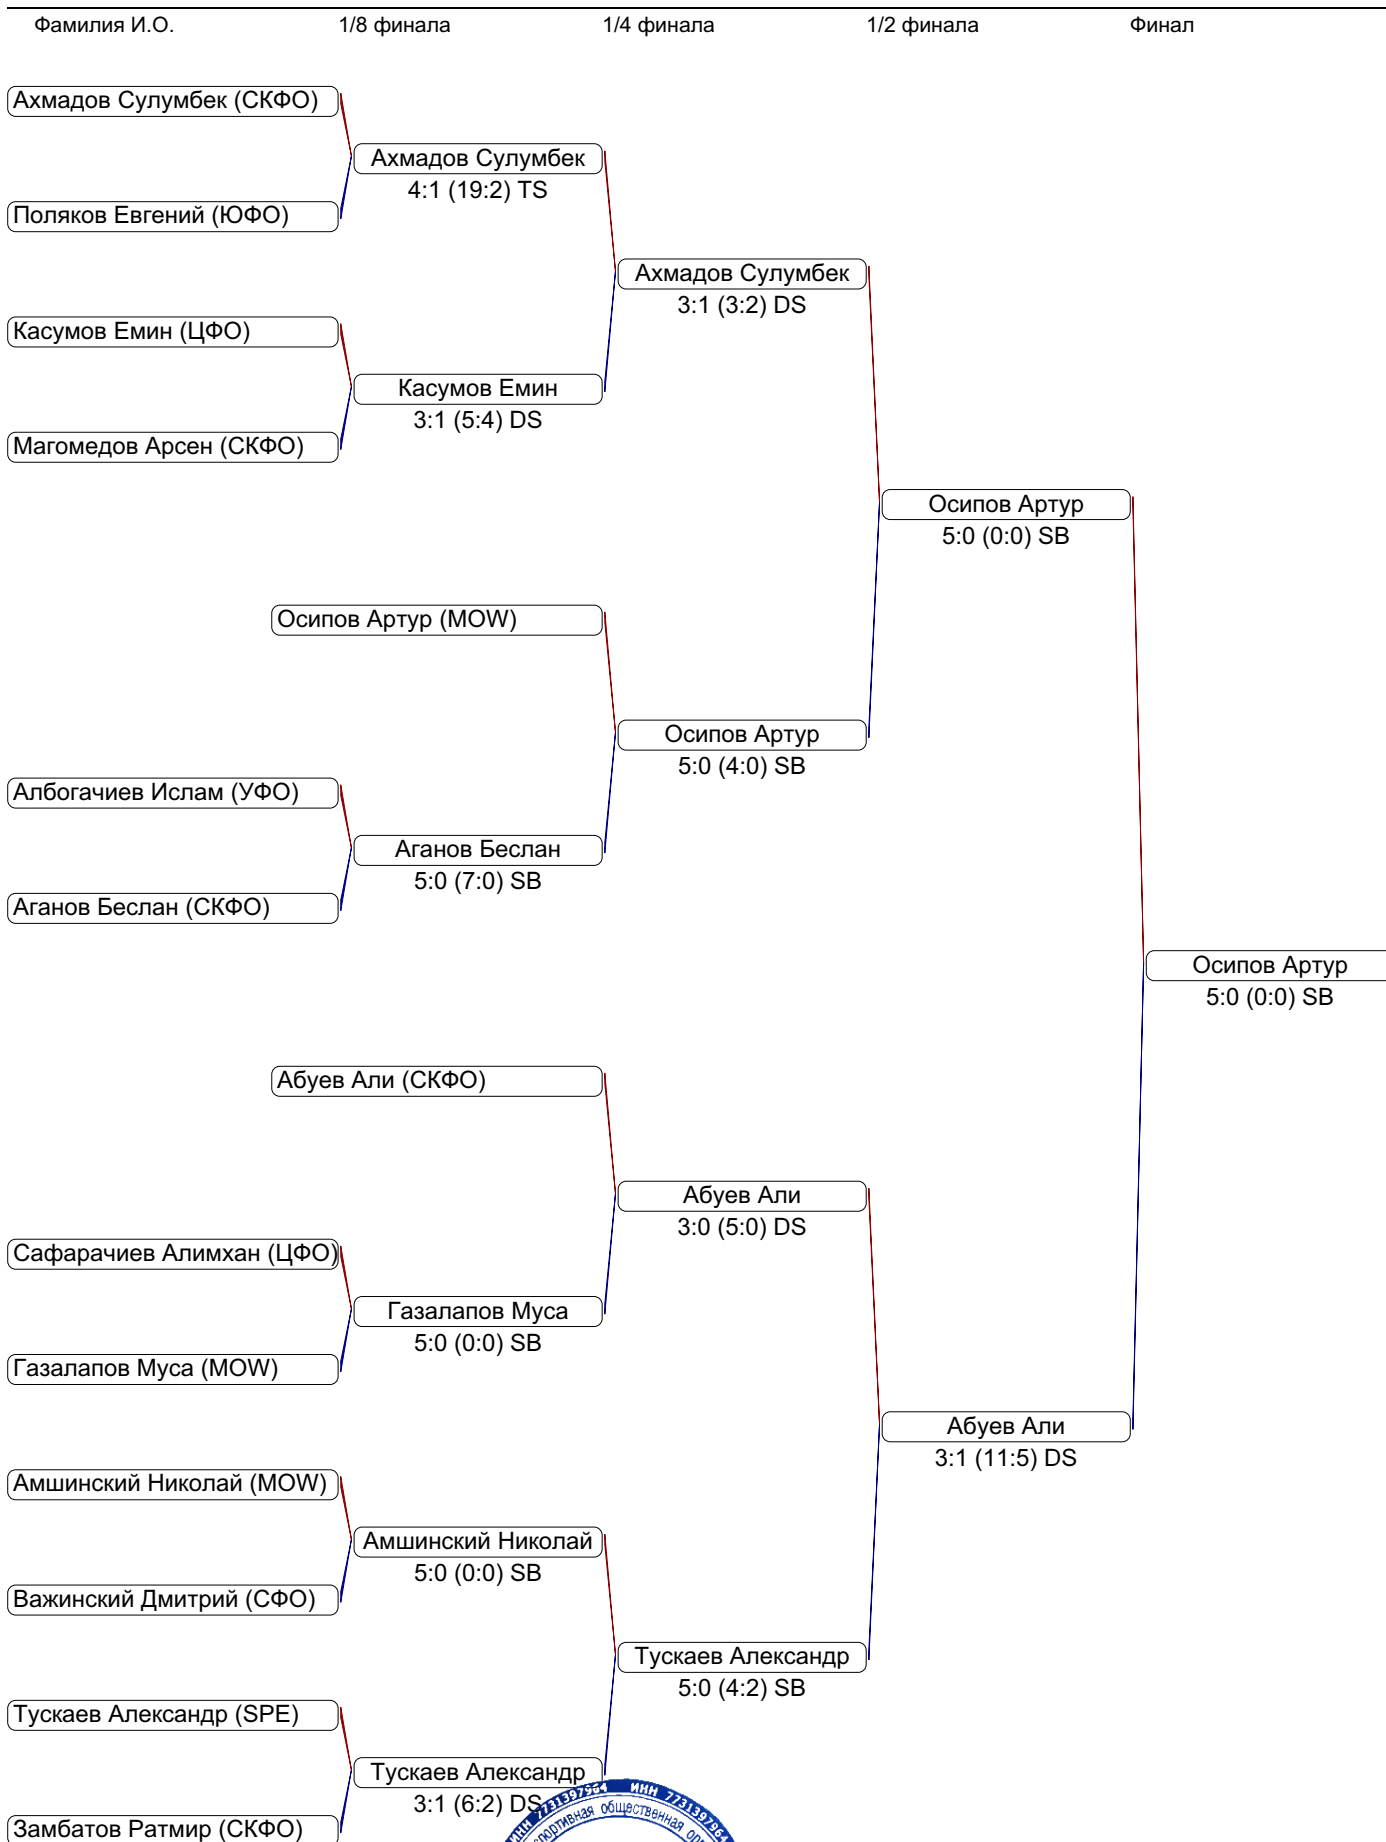 Фамилия И.О. 1/8 финала 1/4 финала 1/2 финала Финал
Ахмадов Сулумбек (СКФО)
Ахмадов Сулумбек
4:1 (19:2) TS
Поляков Евгений (ЮФО)
Ахмадов Сулумбек
3:1 (3:2) DS
Касумов Емин (ЦФО)
Касумов Емин
3:1 (5:4) DS
Магомедов Арсен (СКФО)
Осипов Артур
5:0 (0:0) SB
Осипов Артур (MOW)
Осипов Артур
5:0 (4:0) SB
Албогачиев Ислам (УФО)
Аганов Беслан
5:0 (7:0) SB
Аганов Беслан (СКФО)
Осипов Артур
5:0 (0:0) SB
Абуев Али (СКФО)
Абуев Али
3:0 (5:0) DS
Сафарачиев Алимхан (ЦФО)
Газалапов Муса
5:0 (0:0) SB
Газалапов Муса (MOW)
Абуев Али
3:1 (11:5) DS
Амшинский Николай (MOW)
Амшинский Николай
5:0 (0:0) SB
Важинский Дмитрий (СФО)
Тускаев Александр
5:0 (4:2) SB
Тускаев Александр (SPE)
Тускаев Александр
3:1 (6:2) DS
ИНН 7731397964 ИНН 7731397964
спортивная общественная
Замбатов Ратмир (СКФО)